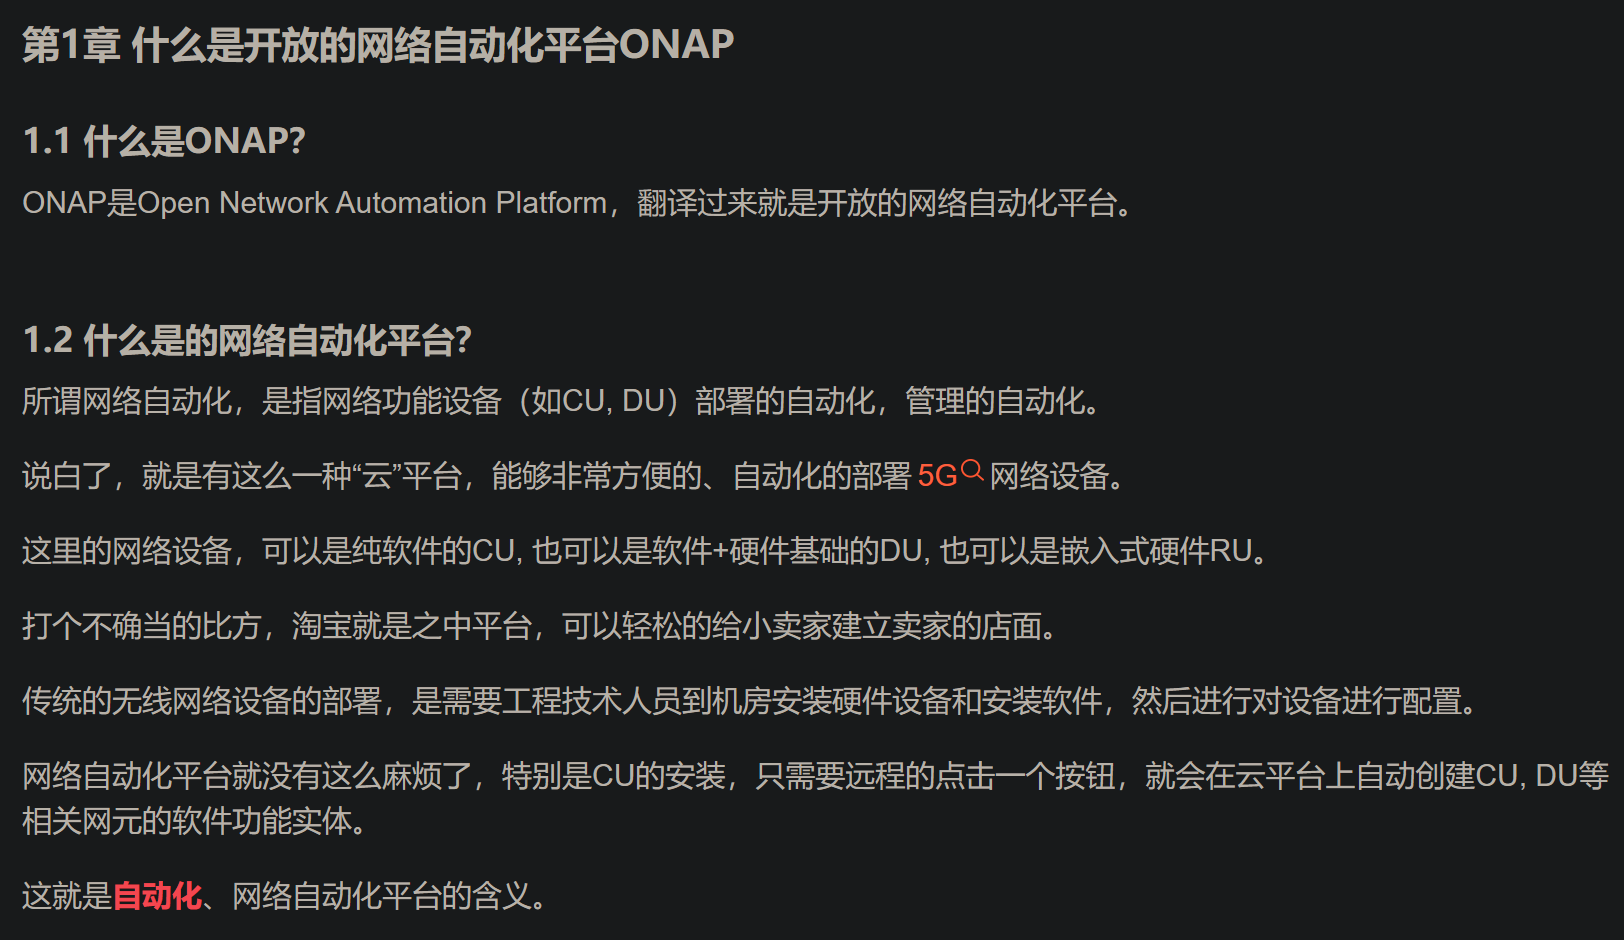 第1章 什么是开放的网络自动化平台ONAP
1.1 什么是ONAP?
ONAP是Open Network Automation Platform，翻译过来就是开放的网络自动化平台。
1.2 什么是的网络自动化平台?
所谓网络自动化，是指网络功能设备（如CU, DU）部署的自动化，管理的自动化。
说白了，就是有这么一种“云”平台，能够非常方便的、自动化的部署 5G 网络设备。
这里的网络设备，可以是纯软件的CU, 也可以是软件+硬件基础的DU, 也可以是嵌入式硬件RU。
打个不确当的比方，淘宝就是之中平台，可以轻松的给小卖家建立卖家的店面。
传统的无线网络设备的部署，是需要工程技术人员到机房安装硬件设备和安装软件，然后进行对设备进行配置。
网络自动化平台就没有这么麻烦了，特别是CU的安装，只需要远程的点击一个按钮，就会在云平台上自动创建CU, DU等
相关网元的软件功能实体。
这就是自动化、网络自动化平台的含义。